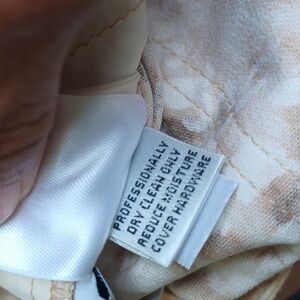 PROFESSIONALLY
DRY CLEAN ONLY
REDUCE MOISTURE
COVER HARDWARE